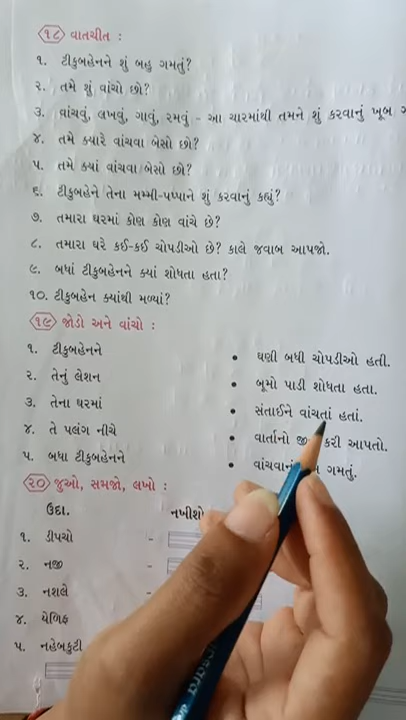 ૧૮ વાતચીત :
૧. ટીકુબહેનને શું બહુ ગમતું?
૨. તમે શું વાંચો છો?
૩. વાંચવું, લખવું, ગાવું, રમવું - આ ચારમાંથી તમને શું કરવાનું ખૂબ
૪. તમે ક્યારે વાંચવા બેસો છો?
૫. તમે ક્યાં વાંચવા બેસો છો?
૬. ટીકુબહેને તેના મમ્મી-પપ્પાને શું કરવાનું કહ્યું?
૭. તમારા ઘરમાં કોણ કોણ વાંચે છે?
૮. તમારા ઘરે કઈ-કઈ ચોપડીઓ છે? કાલે જવાબ આપજો.
૯. બધાં ટીકુબહેનને ક્યાં શોધતા હતા?
૧૦. ટીકુબહેન ક્યાંથી મળ્યાં?
૧૯ જોડો અને વાંચો :
૧. ટીકુબહેનને • ઘણી બધી ચોપડીઓ હતી.
૨. તેનું લેશન • બૂમો પાડી શોધતા હતા.
૩. તેના ઘરમાં • સંતાઈને વાંચતાં હતાં.
૪. તે પલંગ નીચે • વાર્તાનો કરી આપતો.
૫. બધા ટીકુબહેનને • વાંચવાનું ગમતું.
૨૦ જુઓ, સમજો, લખો :
ઉદા. નખીશો
૧. ડીપચો -
૨. નજી -
૩. નશલે -
૪. યેળિફ -
૫. નહેબકુટી